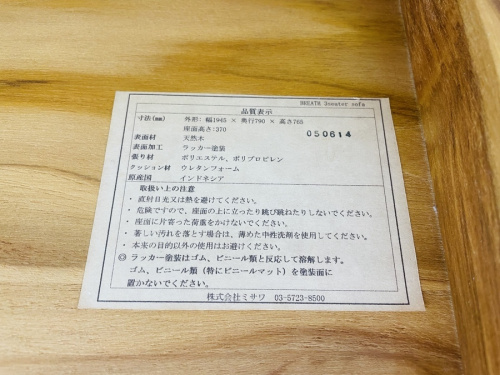 BREATH 3seater sofa
品質表示
寸法(mm) 外形: 幅1945 × 奥行790 × 高さ765
座面高さ:370
050614
表面材 天然木
表面加工 ラッカー塗装
張り材 ポリエステル, ポリプロピレン
クッション材 ウレタンフォーム
原産国 インドネシア
取扱い上の注意
・直射日光又は熱を避けてください。
・危険ですので、座面の上に立ったり跳び跳ねたりしないでください。
・座面に片寄った荷重をかけないでください。
・著しい汚れを落とす場合は、薄めた中性洗剤を使用してください。
・本来の目的以外の使用はお避けください。
◎ ラッカー塗装はゴム、ビニール類と反応して溶解します。
ゴム、ビニール類(特にビニールマット)を塗装面に
置かないでください。
株式会社ミサワ 03-5723-8500